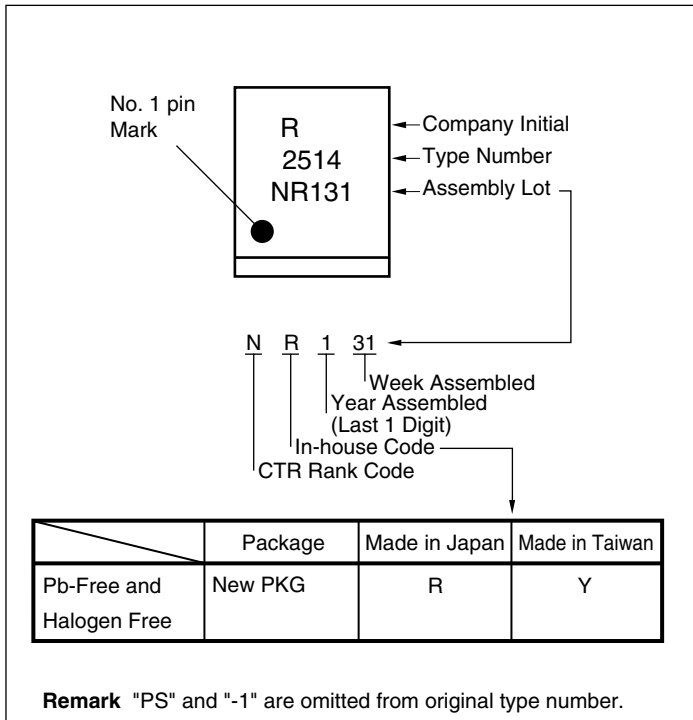 No. 1 pin
Mark
R
2514
NR131
Company Initial
Type Number
Assembly Lot
N R 1 31
Week Assembled
Year Assembled
(Last 1 Digit)
In-house Code
CTR Rank Code
Package Made in Japan Made in Taiwan
Pb-Free and
Halogen Free
New PKG R Y
Remark "PS" and "-1" are omitted from original type number.